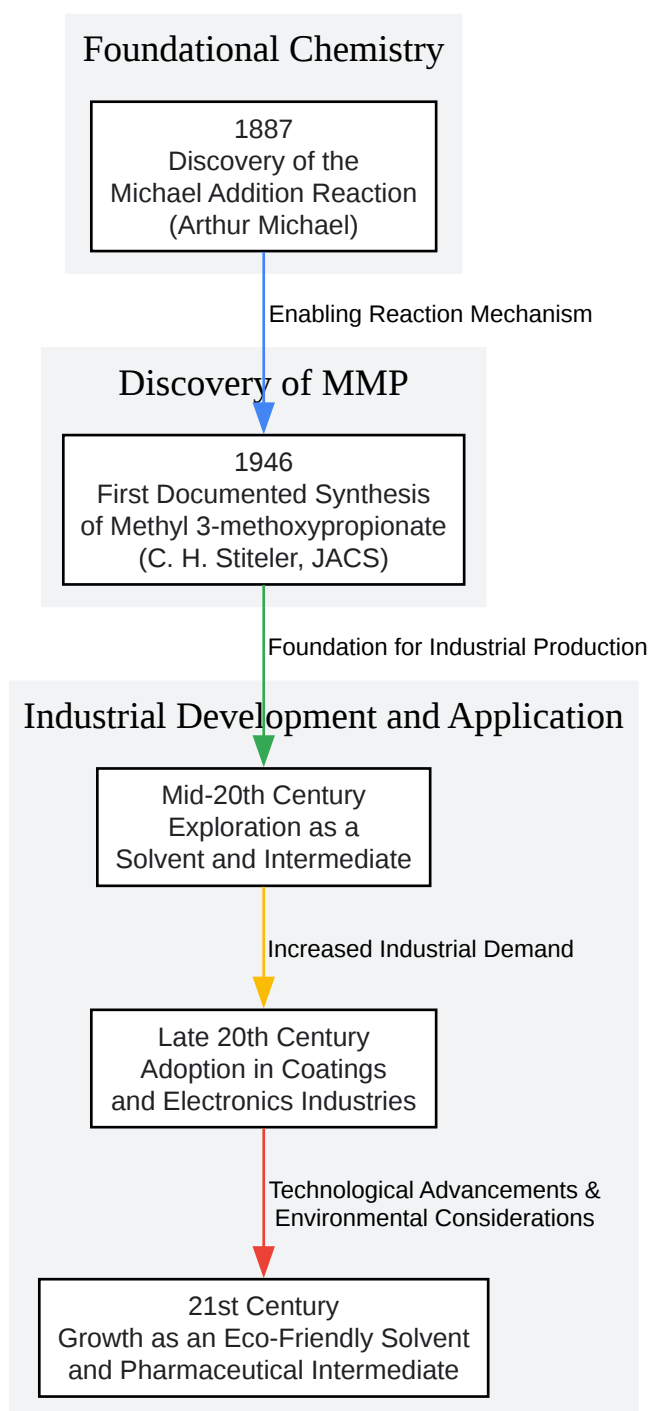 Foundational Chemistry
1887
Discovery of the
Michael Addition Reaction
(Arthur Michael)
Enabling Reaction Mechanism
Discovery of MMP
1946
First Documented Synthesis
of Methyl 3-methoxypropionate
(C. H. Stiteler, JACS)
Foundation for Industrial Production
Industrial Development and Application
Mid-20th Century
Exploration as a
Solvent and Intermediate
Increased Industrial Demand
Late 20th Century
Adoption in Coatings
and Electronics Industries
Technological Advancements &
Environmental Considerations
21st Century
Growth as an Eco-Friendly Solvent
and Pharmaceutical Intermediate